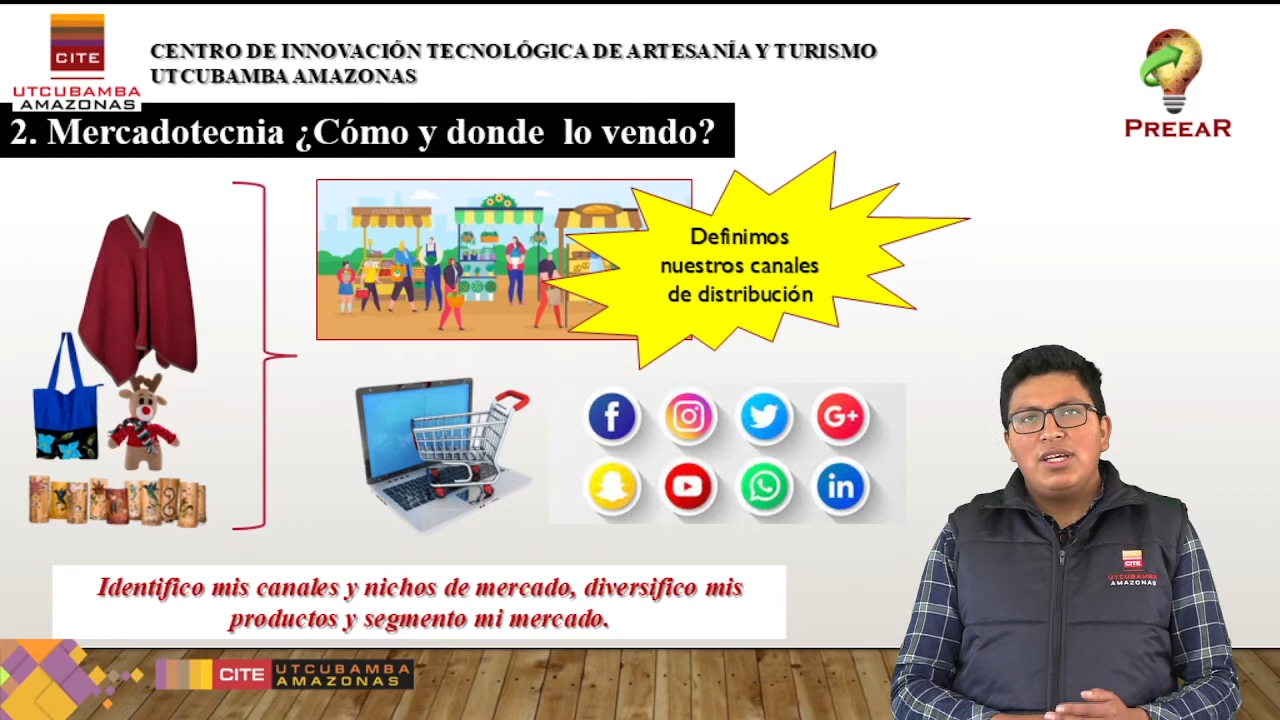 CITE
UTCUBAMBA
AMAZONAS
CENTRO DE INNOVACIÓN TECNOLÓGICA DE ARTESANÍA Y TURISMO
UTCUBAMBA AMAZONAS
PREEAR
2. Mercadotecnia ¿Cómo y donde lo vendo?
VEGETABLES
Definimos
nuestros canales
de distribución
f
G+
in
Identifico mis canales y nichos de mercado, diversifico mis
productos y segmento mi mercado.
CITE
UTCUBAMBA
AMAZONAS
CITE
UTCUBAMBA
AMAZONAS